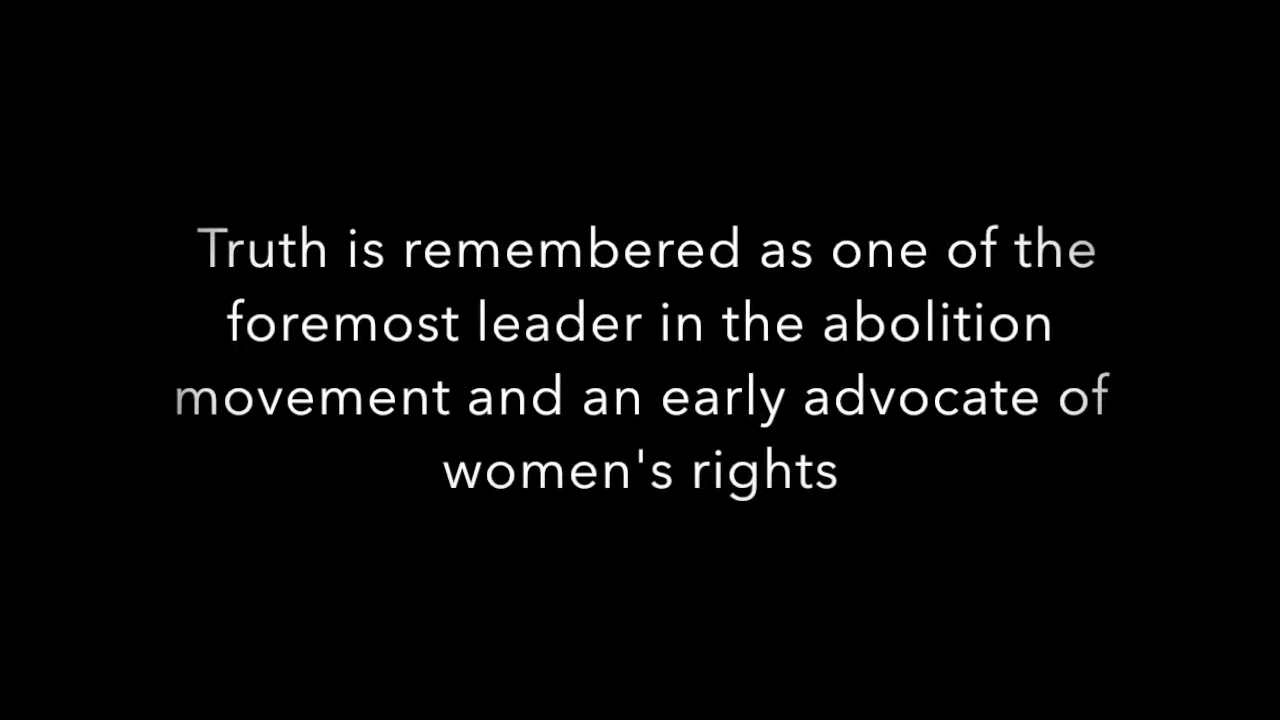 Truth is remembered as one of the
foremost leader in the abolition
movement and an early advocate of
women's rights